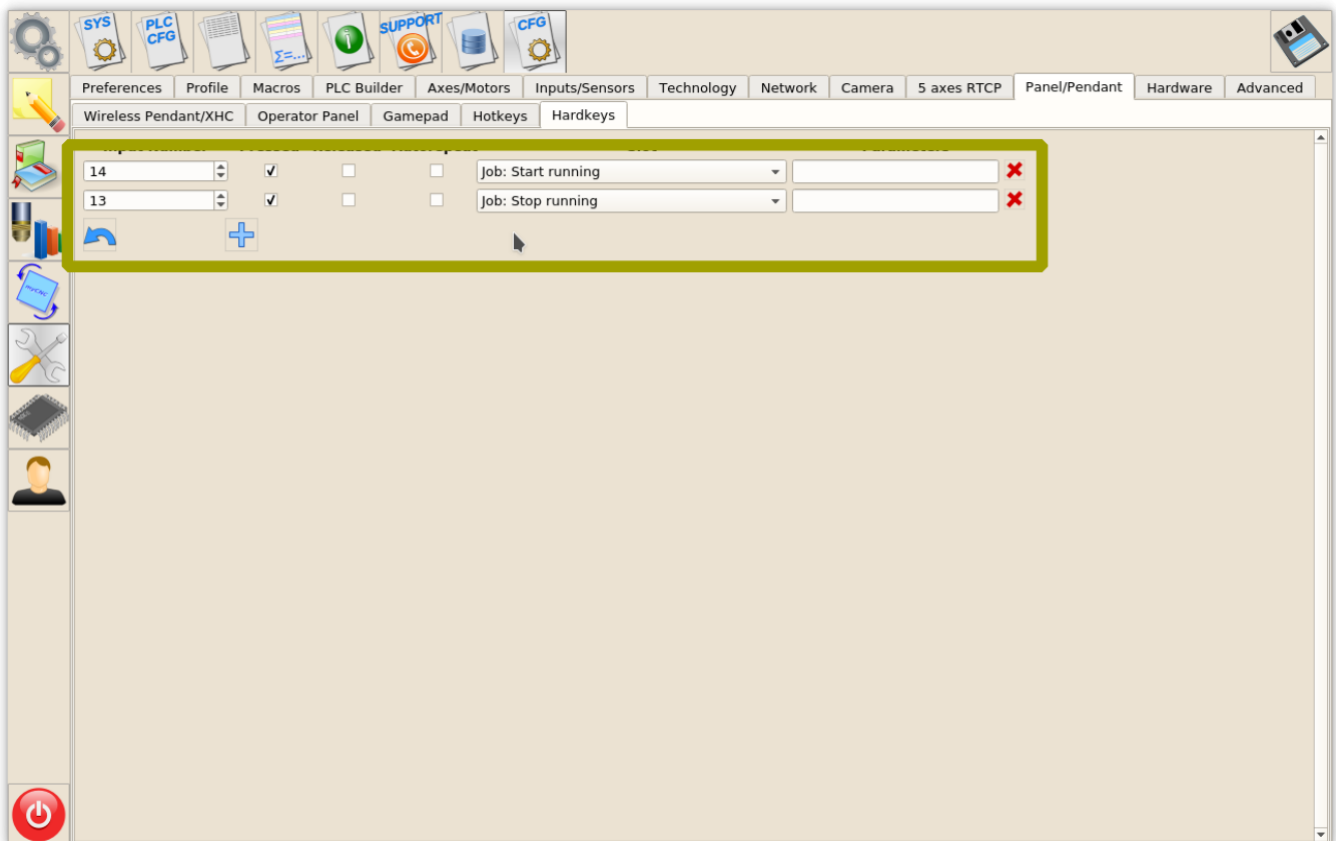 SYS PLC CFG Σ=... SUPPORT CFG
Preferences Profile Macros PLC Builder Axes/Motors Inputs/Sensors Technology Network Camera 5 axes RTCP Panel/Pendant Hardware Advanced
Wireless Pendant/XHC Operator Panel Gamepad Hotkeys Hardkeys
14 Job: Start running
13 Job: Stop running
myCNC